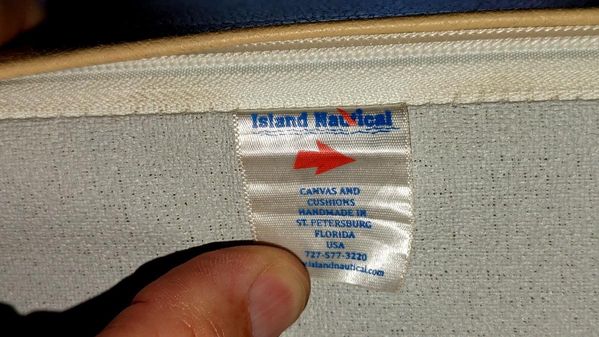 Island Nautical
CANVAS AND
CUSHIONS
HANDMADE IN
ST. PETERSBURG
FLORIDA
USA
727-577-3220
islandnautical.com